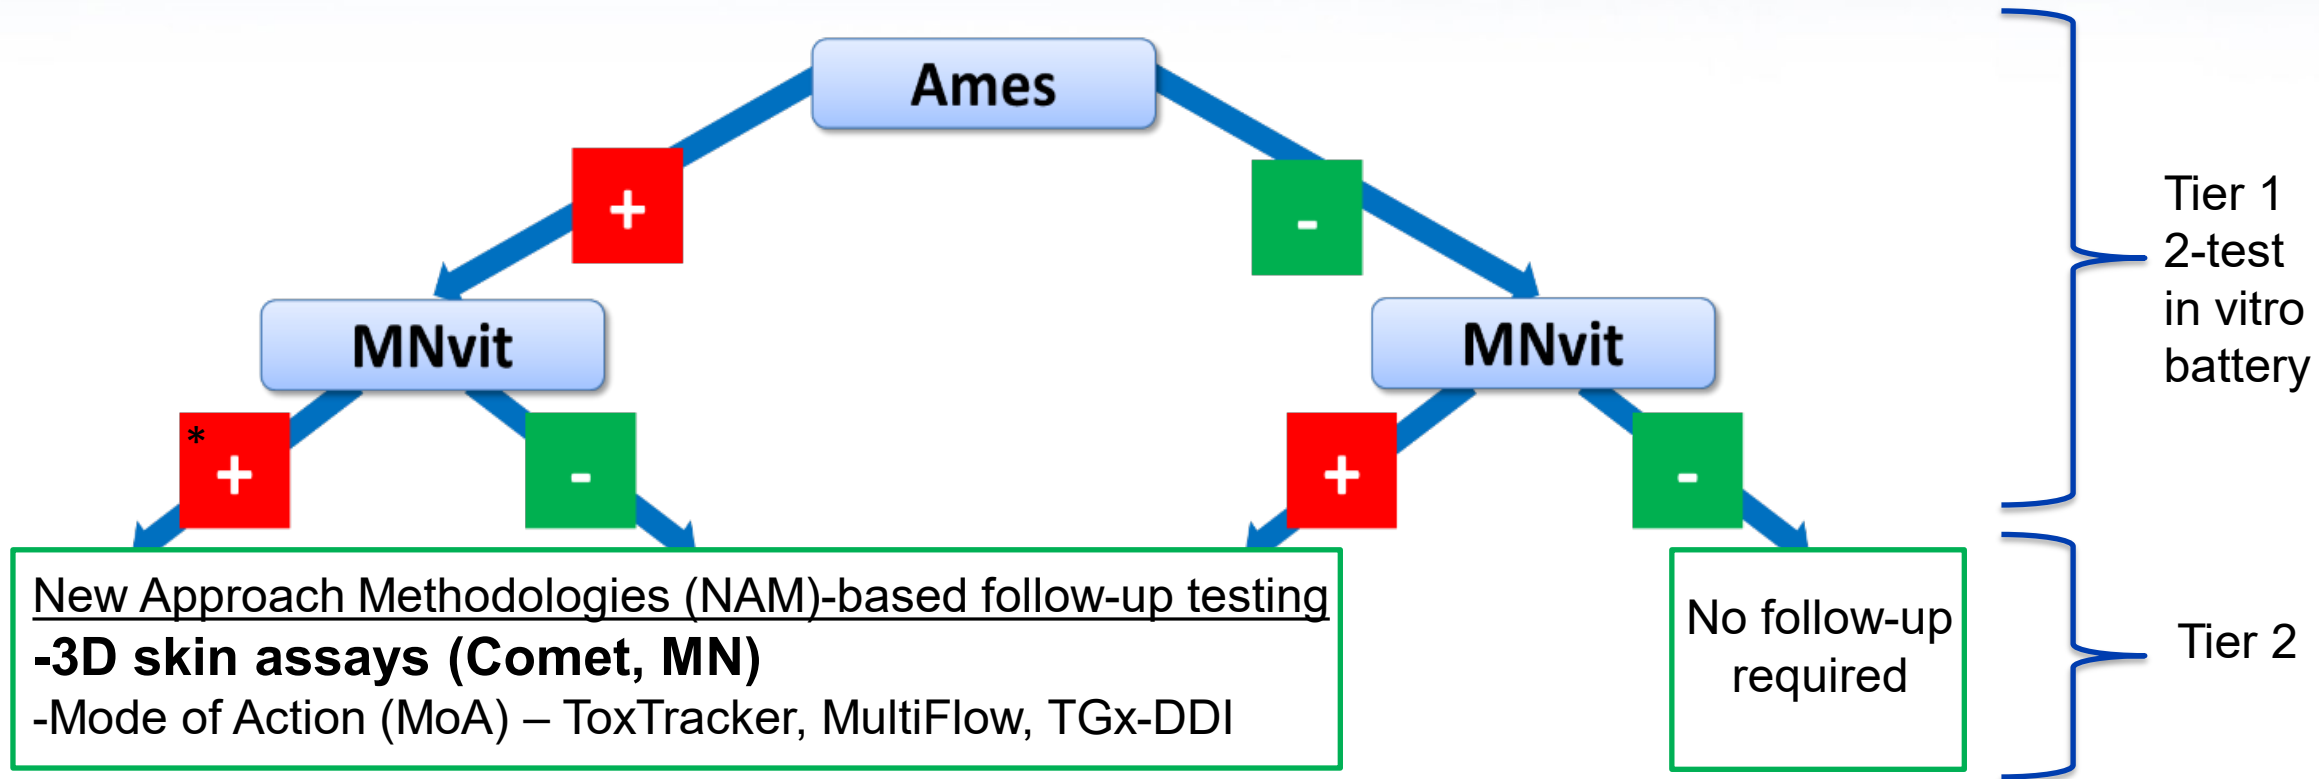 Ames
+
-
MNvit
MNvit
Tier 1
2-test
in vitro
battery
*
+
-
+
-
New Approach Methodologies (NAM)-based follow-up testing
-3D skin assays (Comet, MN)
-Mode of Action (MoA) – ToxTracker, MultiFlow, TGx-DDI
No follow-up
required
Tier 2